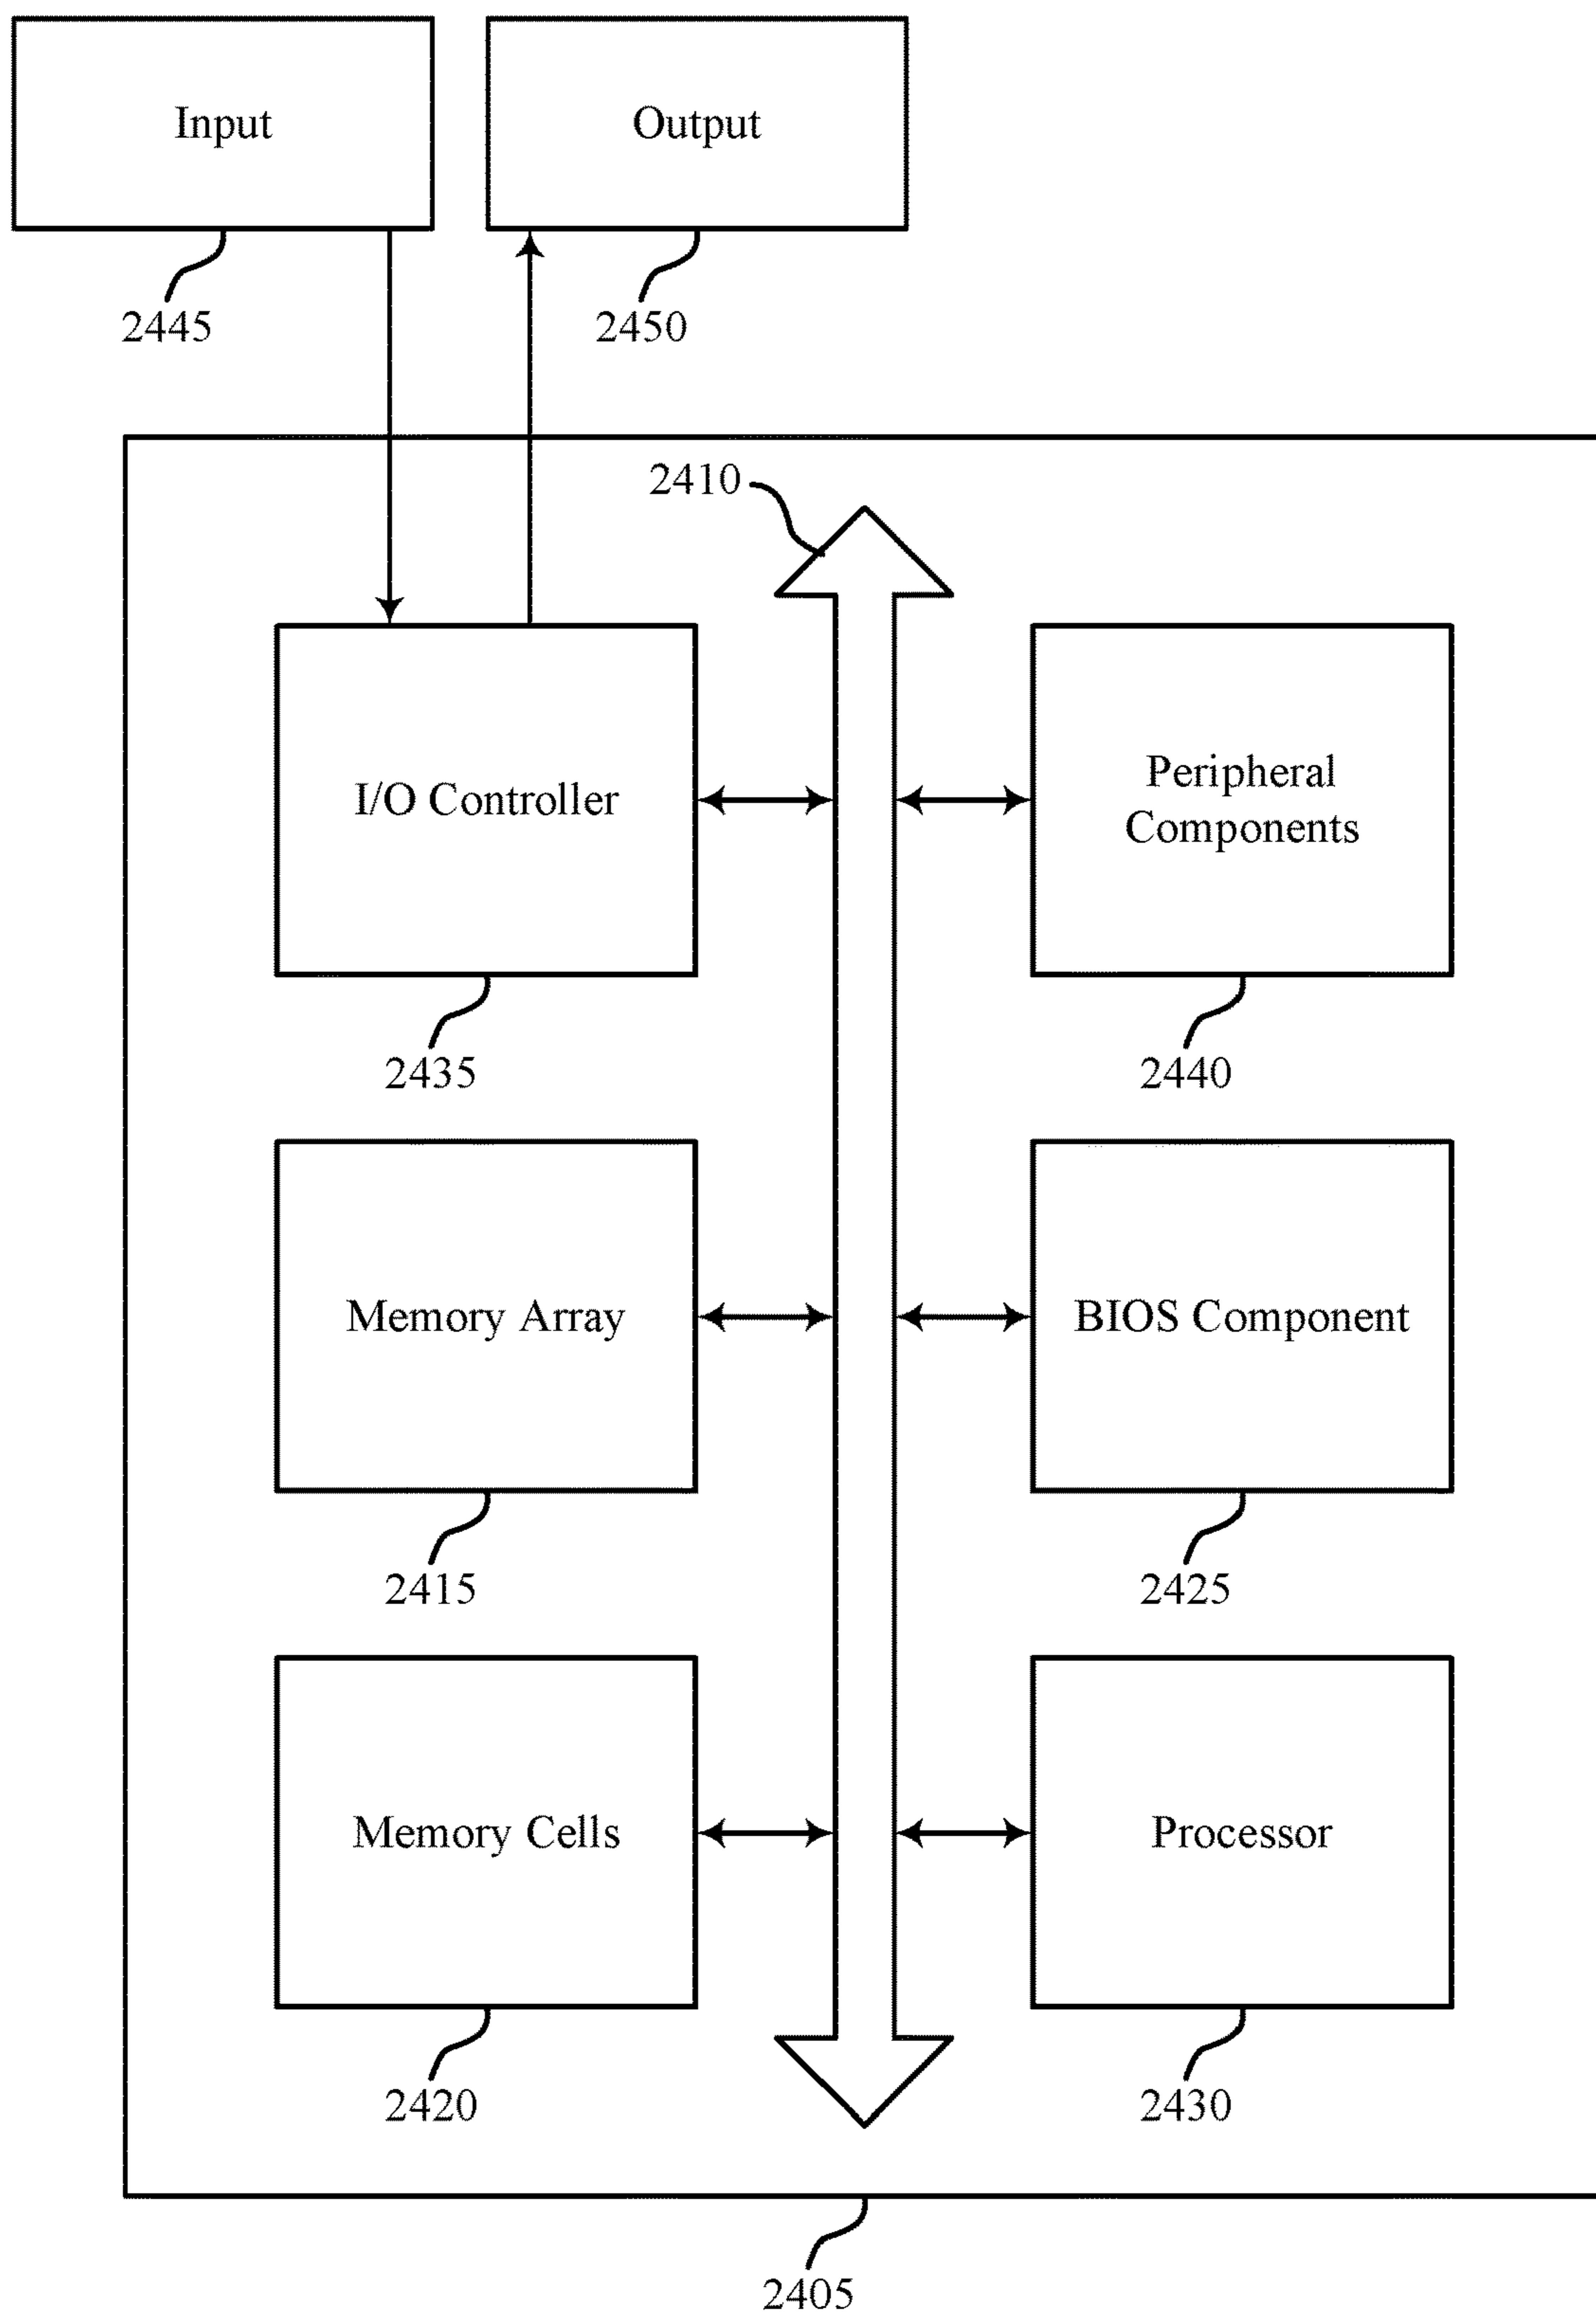 Input
Output
2445
2450
2410
I/O Controller
Peripheral
Components
2435
2440
Memory Array
BIOS Component
2415
2425
Memory Cells
Processor
2420
2430
2405